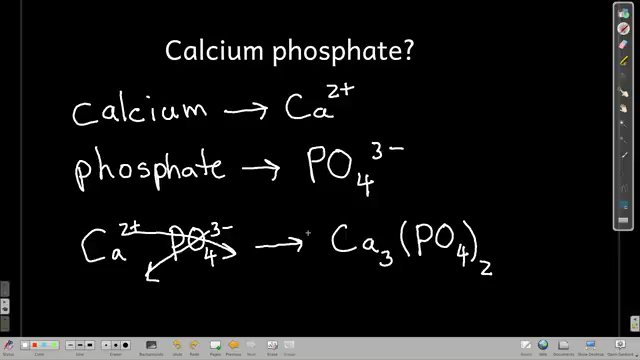 Calcium phosphate?
Calcium → Ca²⁺
phosphate → PO₄³⁻
Ca²⁺ PO₄³⁻ → Ca₃(PO₄)₂